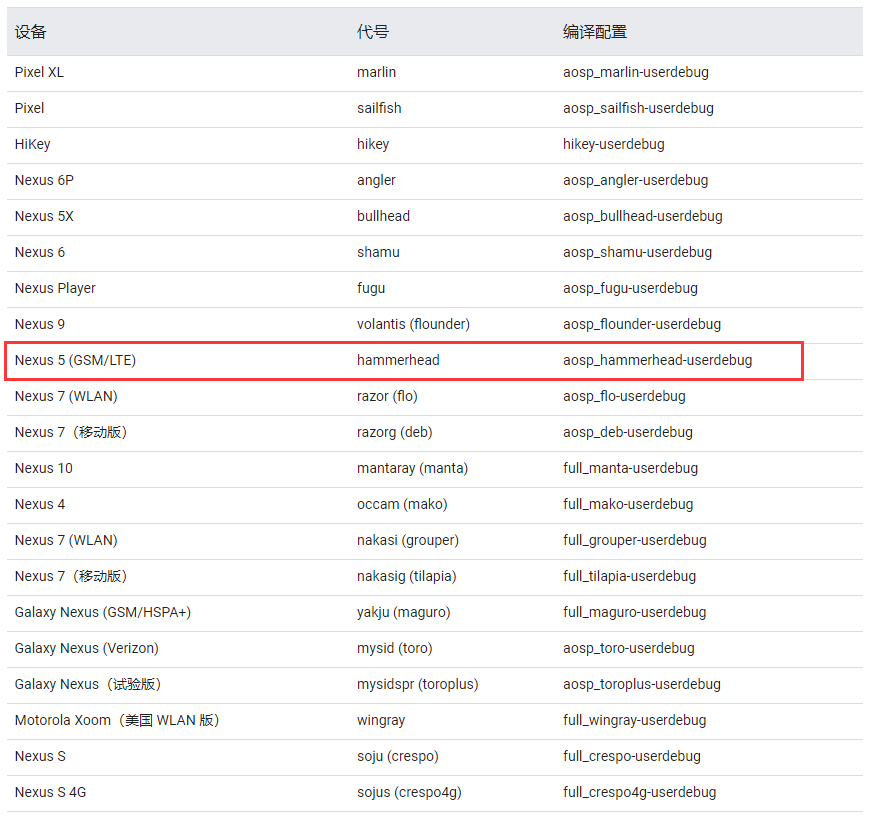 设备 代号 编译配置
Pixel XL marlin aosp_marlin-userdebug
Pixel sailfish aosp_sailfish-userdebug
HiKey hikey hikey-userdebug
Nexus 6P angler aosp_angler-userdebug
Nexus 5X bullhead aosp_bullhead-userdebug
Nexus 6 shamu aosp_shamu-userdebug
Nexus Player fugu aosp_fugu-userdebug
Nexus 9 volantis (flounder) aosp_flounder-userdebug
Nexus 5 (GSM/LTE) hammerhead aosp_hammerhead-userdebug
Nexus 7 (WLAN) razor (flo) aosp_flo-userdebug
Nexus 7（移动版） razorg (deb) aosp_deb-userdebug
Nexus 10 mantaray (manta) full_manta-userdebug
Nexus 4 occam (mako) full_mako-userdebug
Nexus 7 (WLAN) nakasi (grouper) full_grouper-userdebug
Nexus 7（移动版） nakasig (tilapia) full_tilapia-userdebug
Galaxy Nexus (GSM/HSPA+) yakju (maguro) full_maguro-userdebug
Galaxy Nexus (Verizon) mysid (toro) aosp_toro-userdebug
Galaxy Nexus（试验版） mysidspr (toroplus) aosp_toroplus-userdebug
Motorola Xoom（美国 WLAN 版） wingray full_wingray-userdebug
Nexus S soju (crespo) full_crespo-userdebug
Nexus S 4G sojus (crespo4g) full_crespo4g-userdebug